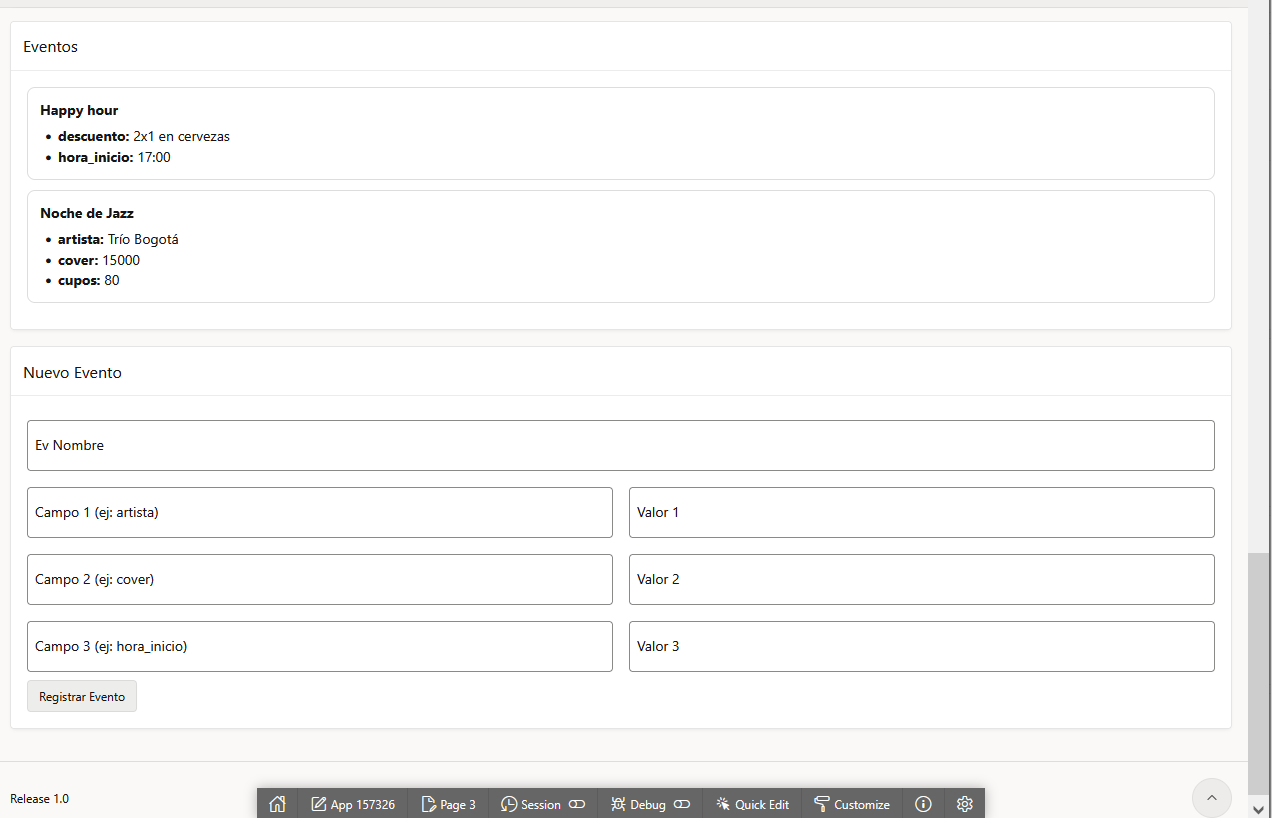 Eventos
Happy hour
• descuento: 2x1 en cervezas
• hora_inicio: 17:00
Noche de Jazz
• artista: Trío Bogotá
• cover: 15000
• cupos: 80
Nuevo Evento
Ev Nombre
Campo 1 (ej: artista) Valor 1
Campo 2 (ej: cover) Valor 2
Campo 3 (ej: hora_inicio) Valor 3
Registrar Evento
Release 1.0
App 157326 Page 3 Session Debug Quick Edit Customize